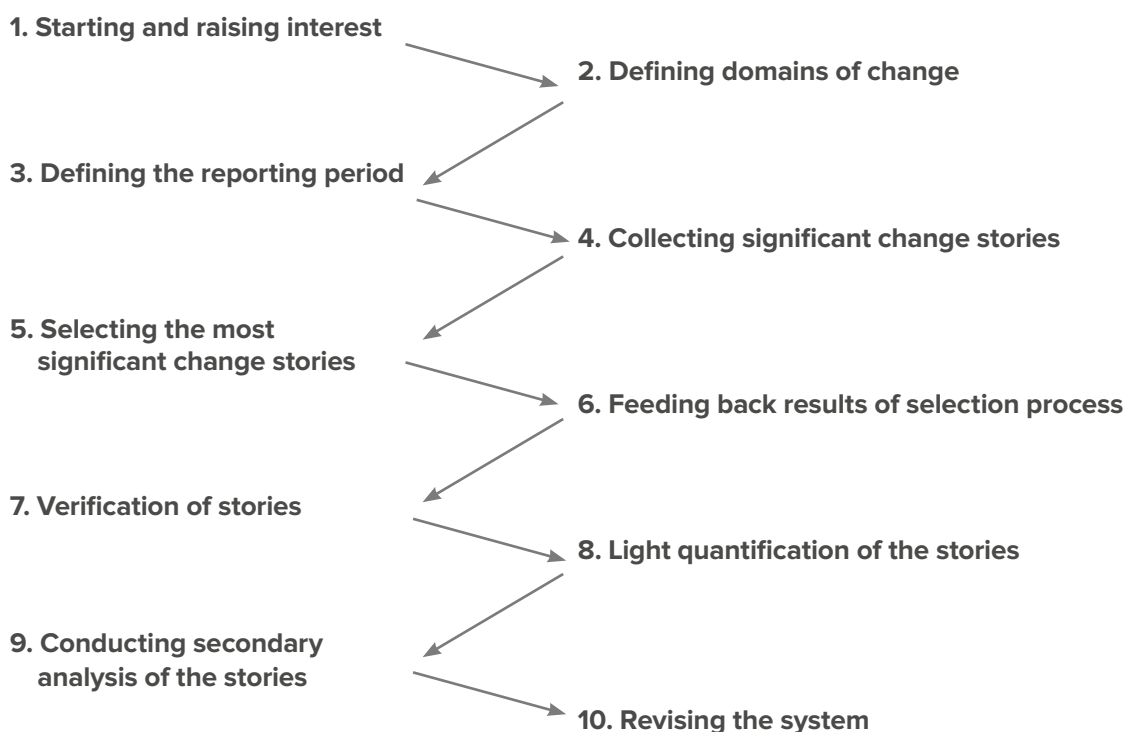 1. Starting and raising interest
2. Defining domains of change
3. Defining the reporting period
4. Collecting significant change stories
5. Selecting the most
significant change stories
6. Feeding back results of selection process
7. Verification of stories
8. Light quantification of the stories
9. Conducting secondary
analysis of the stories
10. Revising the system